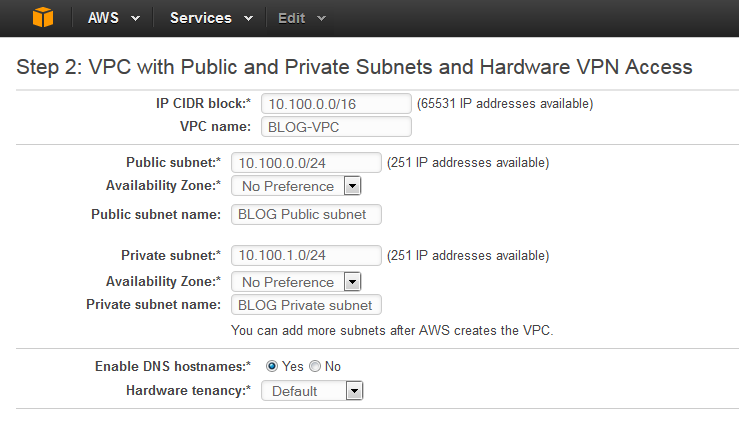 AWS Services Edit
Step 2: VPC with Public and Private Subnets and Hardware VPN Access
IP CIDR block:* 10.100.0.0/16 (65531 IP addresses available)
VPC name: BLOG-VPC
Public subnet:* 10.100.0.0/24 (251 IP addresses available)
Availability Zone:* No Preference
Public subnet name: BLOG Public subnet
Private subnet:* 10.100.1.0/24 (251 IP addresses available)
Availability Zone:* No Preference
Private subnet name: BLOG Private subnet
You can add more subnets after AWS creates the VPC.
Enable DNS hostnames:* Yes No
Hardware tenancy:* Default